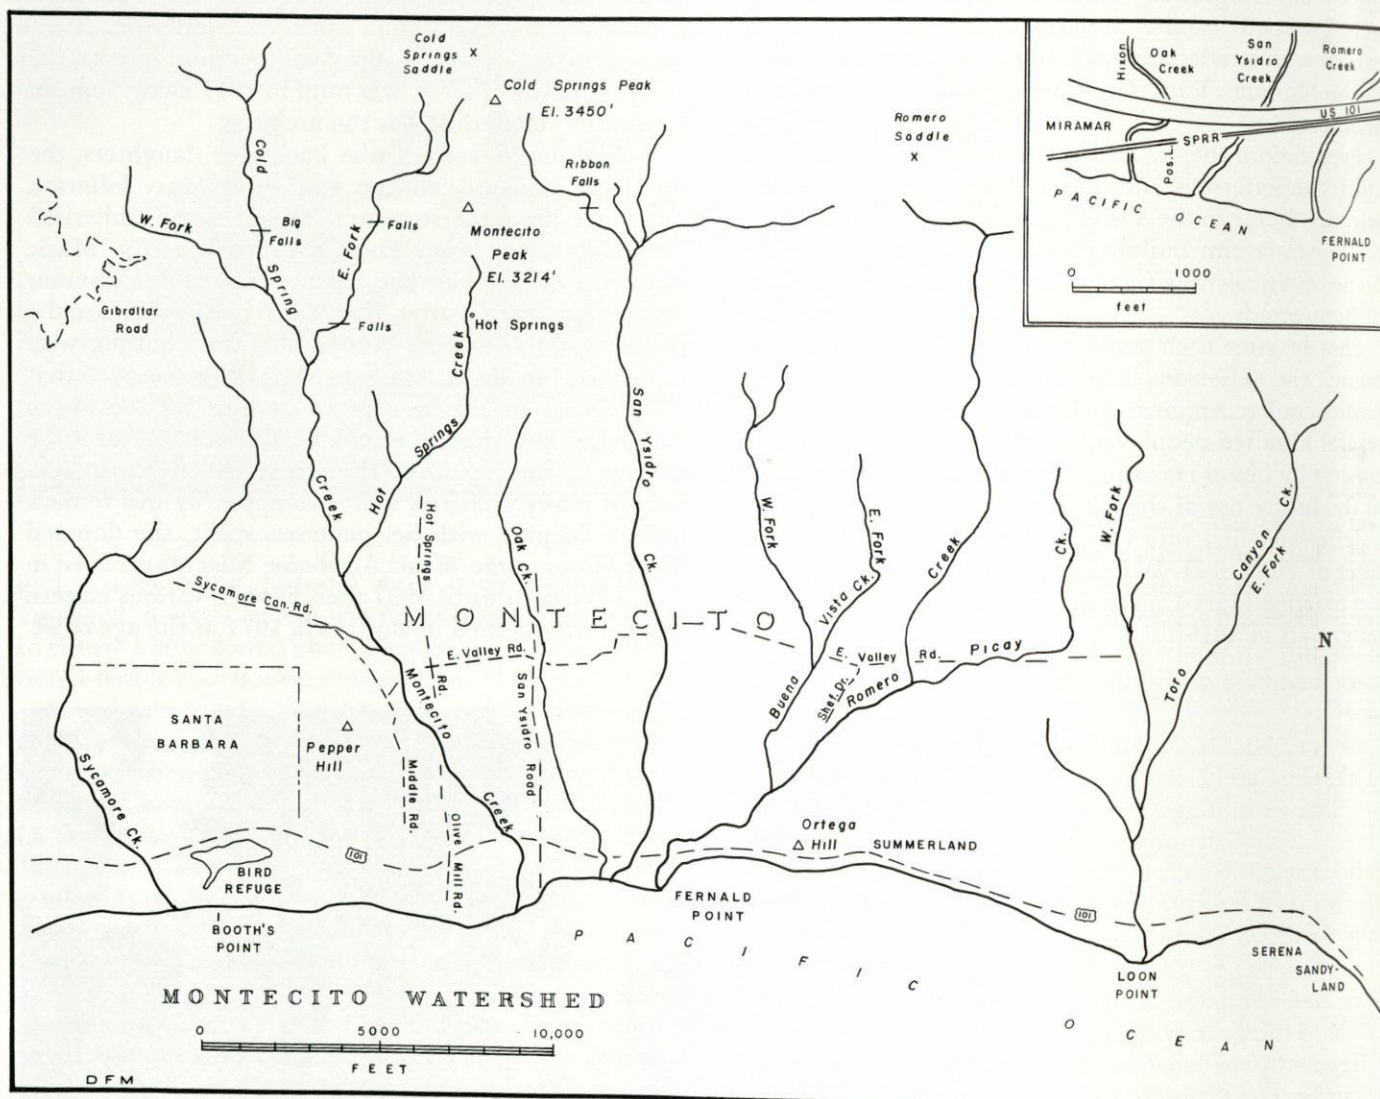 Cold
Springs
Saddle
Cold Springs Peak
El. 3450'
Romero
Saddle
Ribbon
Falls
W. Fork
Cold
Spring
Creek
Big
Falls
E. Fork
Falls
Falls
Montecito
Peak
El. 3214'
Hot Springs
Gibraltar
Road
Hot
Springs
Creek
San
Ysidro
Ck.
Oak Ck.
Hot Springs
Rd.
W. Fork
E. Fork
Buena
Vista Ck.
Creek
Romero
Picay
Ck.
W. Fork
Canyon
Ck.
E. Fork
Toro
Sycamore Can. Rd.
MONTECITO
E. Valley Rd.
E. Valley Rd.
Shef. Dr.
San Ysidro
Road
Montecito
Creek
SANTA
BARBARA
Pepper
Hill
Middle Rd.
Olive Mill Rd.
Sycamore Ck.
101
BIRD
REFUGE
BOOTH'S
POINT
Ortega
Hill
SUMMERLAND
FERNALD
POINT
101
LOON
POINT
SERENA
SANDY-
LAND
PACIFIC
OCEAN
N
MONTECITO WATERSHED
0 5000 10,000
FEET
DFM
Hixon
Oak
Creek
San
Ysidro
Creek
Romero
Creek
US 101
MIRAMAR
SPRR
Pos. L.
PACIFIC OCEAN
FERNALD
POINT
0 1000
feet